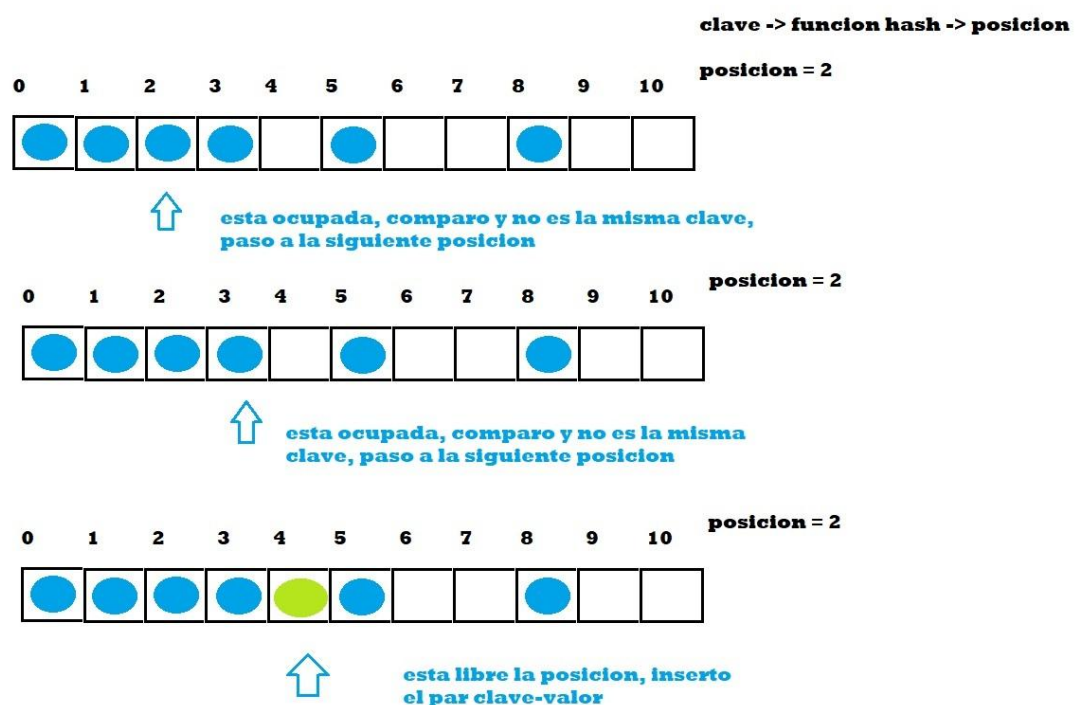 clave -> funcion hash -> posicion
posicion = 2
0 1 2 3 4 5 6 7 8 9 10
esta ocupada, comparo y no es la misma clave,
paso a la siguiente posicion
posicion = 2
0 1 2 3 4 5 6 7 8 9 10
esta ocupada, comparo y no es la misma
clave, paso a la siguiente posicion
posicion = 2
0 1 2 3 4 5 6 7 8 9 10
esta libre la posicion, inserto
el par clave-valor